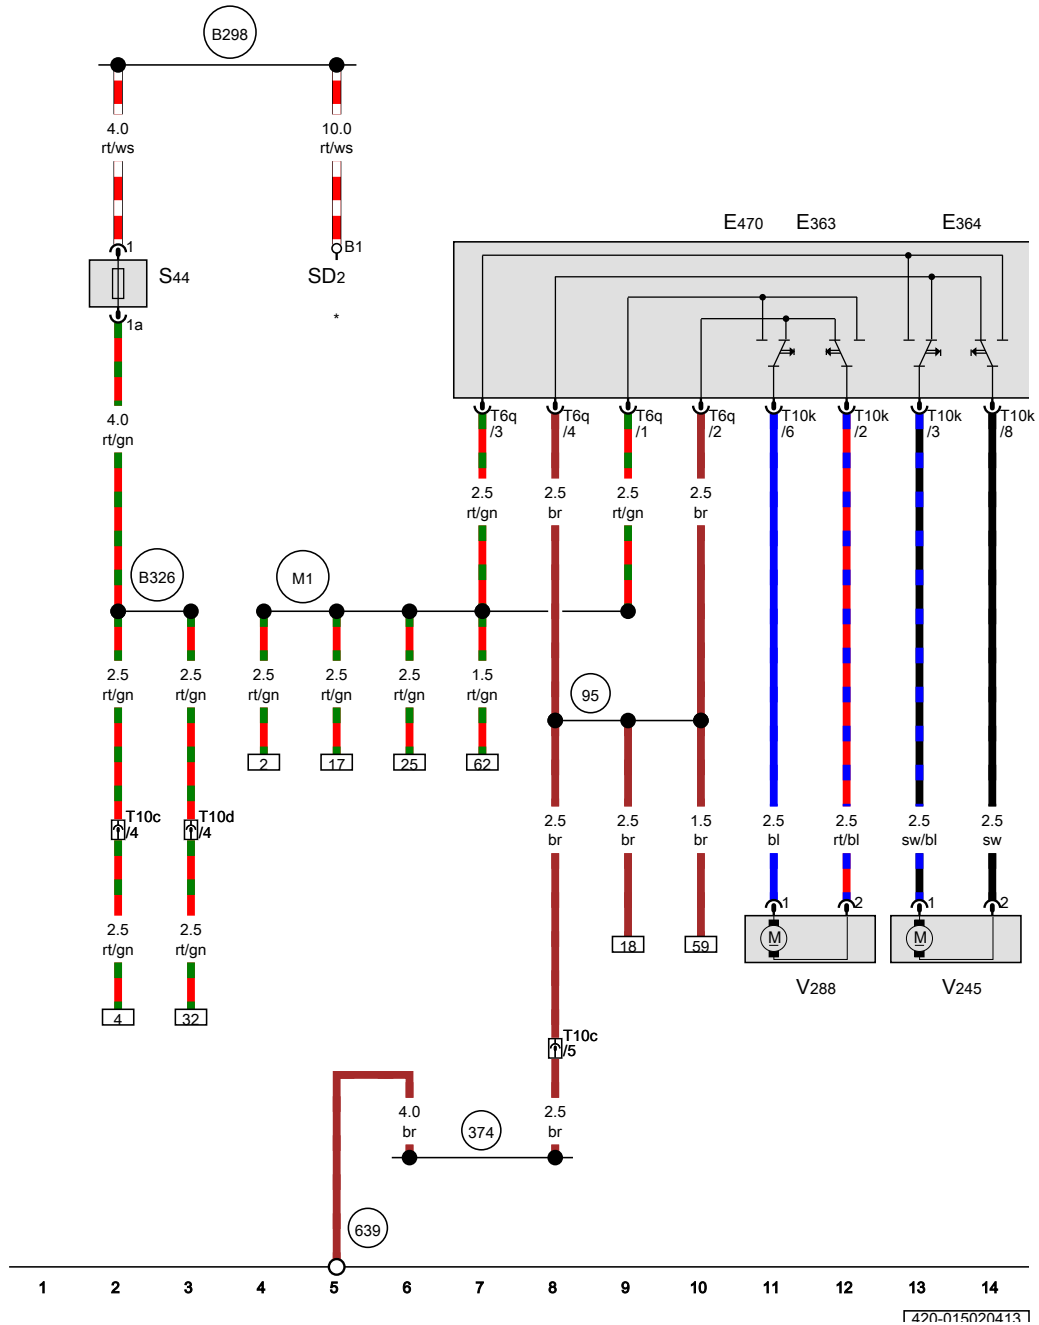 B298
4.0
rt/ws
10.0
rt/ws
E470 E363 E364
1
B1
S44
SD2
*
1a
T6q
/3
T6q
/4
T6q
/1
T6q
/2
T10k
/6
T10k
/2
T10k
/3
T10k
/8
4.0
rt/gn
2.5
rt/gn
2.5
br
2.5
rt/gn
2.5
br
B326
M1
2.5
rt/gn
2.5
rt/gn
2.5
rt/gn
2.5
rt/gn
2.5
rt/gn
1.5
rt/gn
95
2
17
25
62
T10c
/4
T10d
/4
2.5
br
2.5
br
1.5
br
2.5
bl
2.5
rt/bl
2.5
sw/bl
2.5
sw
1
2
1
2
2.5
rt/gn
2.5
rt/gn
18
59
M
M
V288
V245
4
32
T10c
/5
4.0
br
374
2.5
br
639
1 2 3 4 5 6 7 8 9 10 11 12 13 14
420-015020413